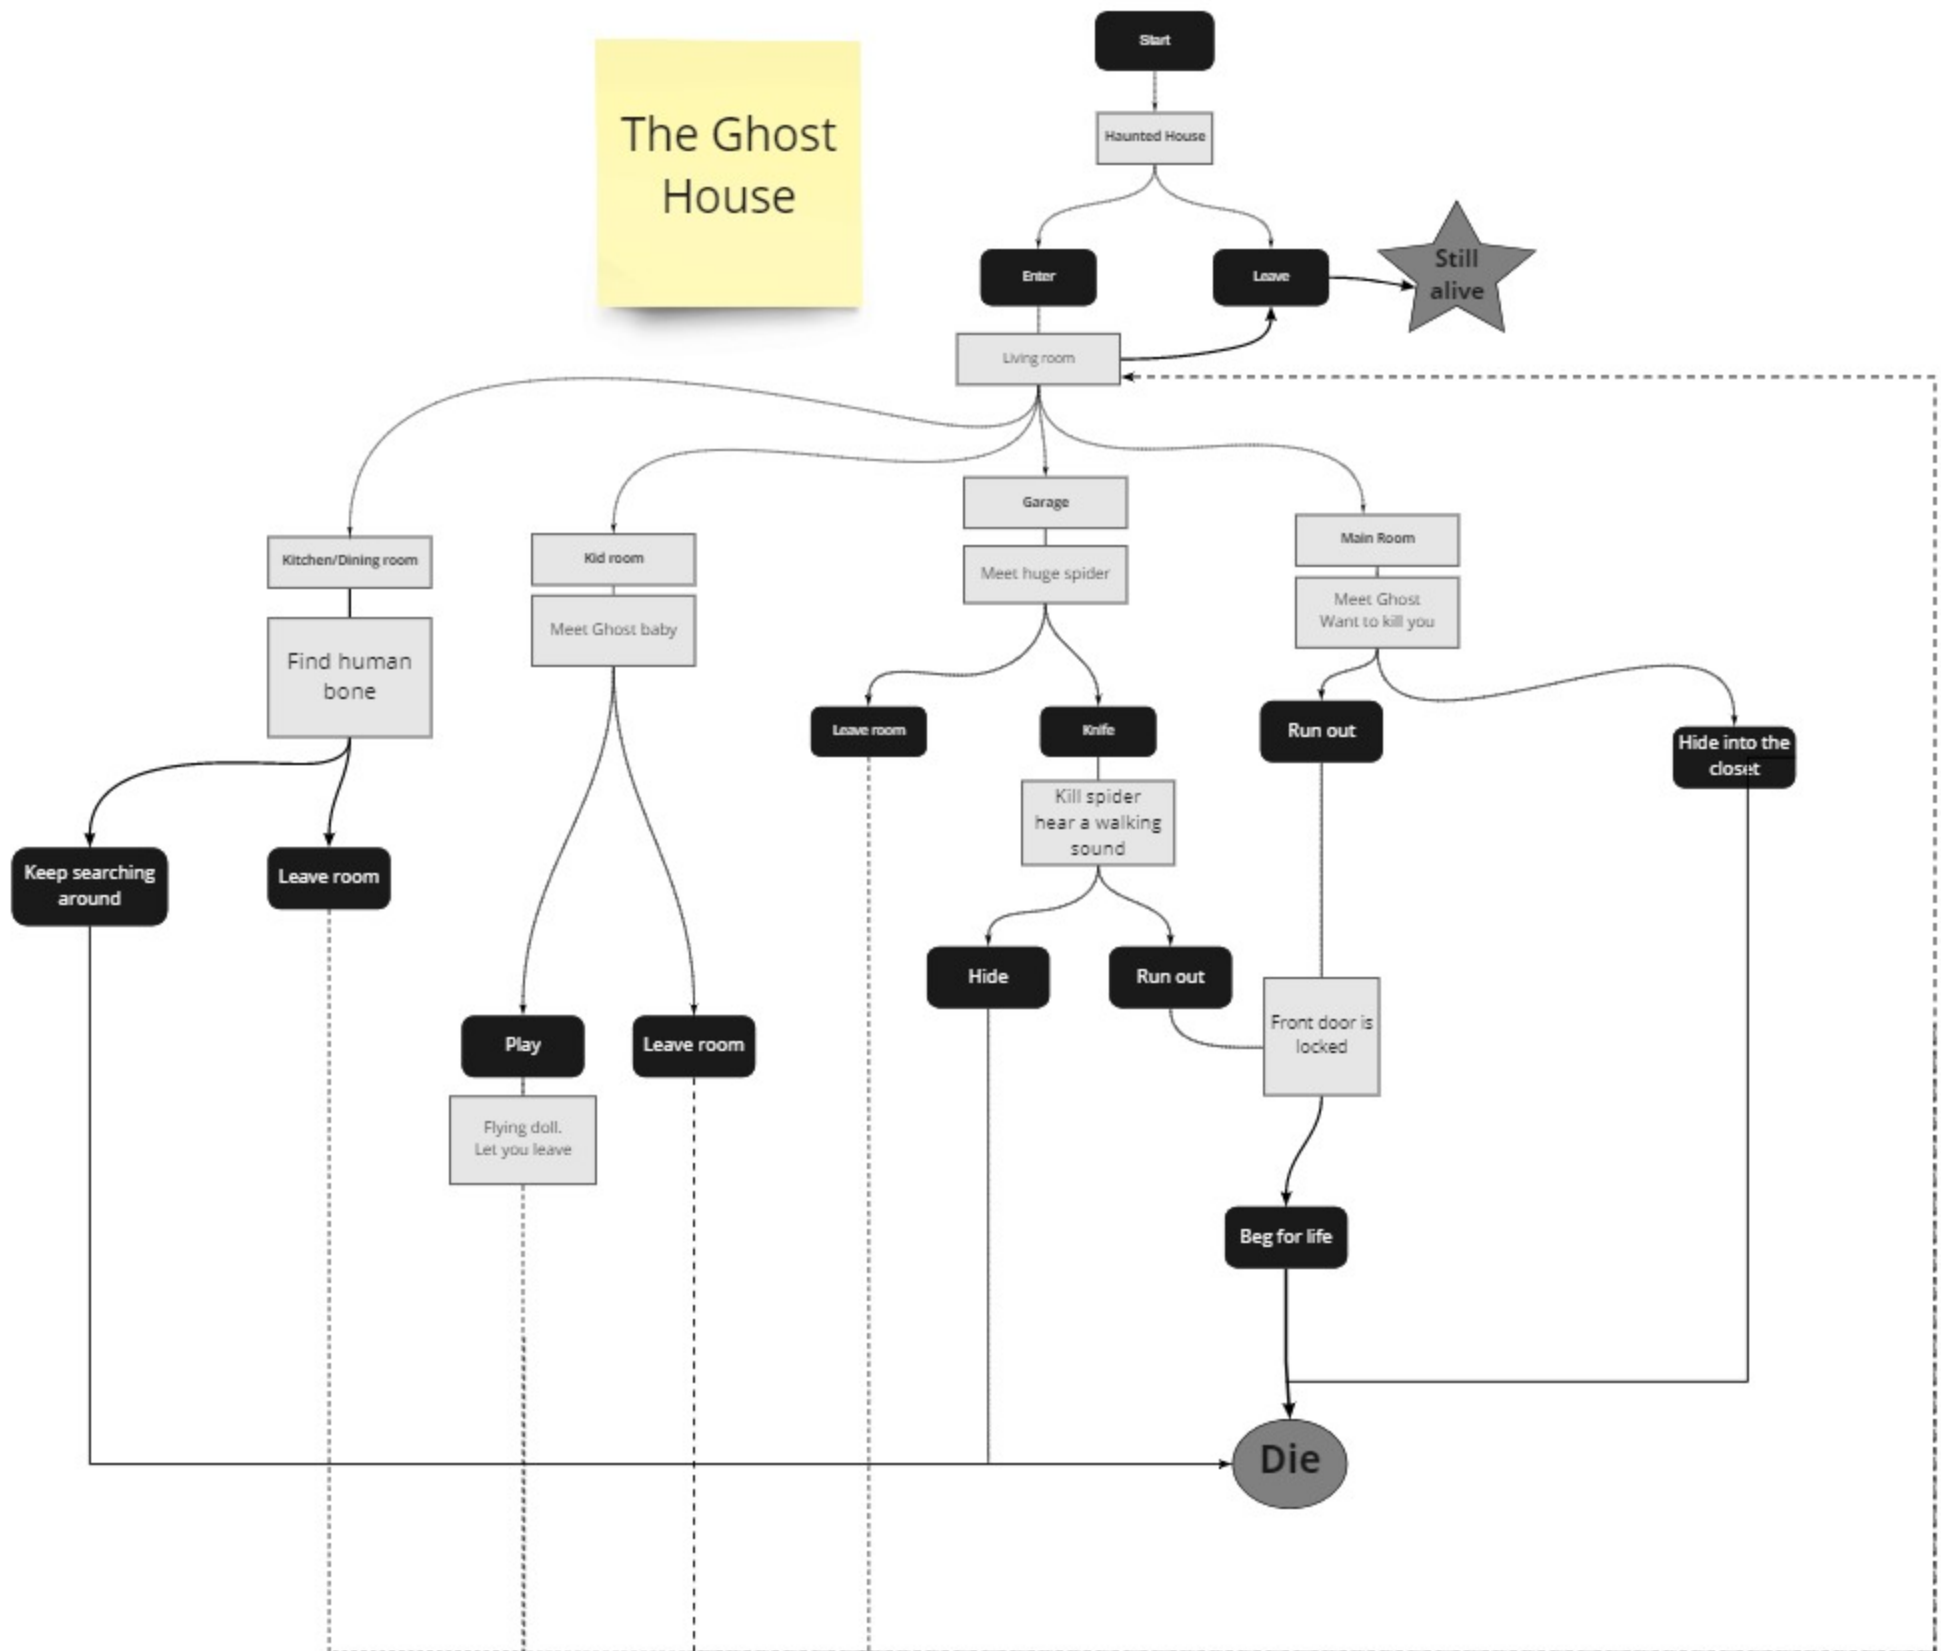 Start
The Ghost
House
Haunted House
Enter
Leave
Still
alive
Living room
Garage
Main Room
Kitchen/Dining room
Kid room
Meet huge spider
Meet Ghost
Want to kill you
Meet Ghost baby
Find human
bone
Leave room
Knife
Run out
Hide into the
closet
Kill spider
hear a walking
sound
Keep searching
around
Leave room
Hide
Run out
Front door is
locked
Play
Leave room
Flying doll.
Let you leave
Beg for life
Die